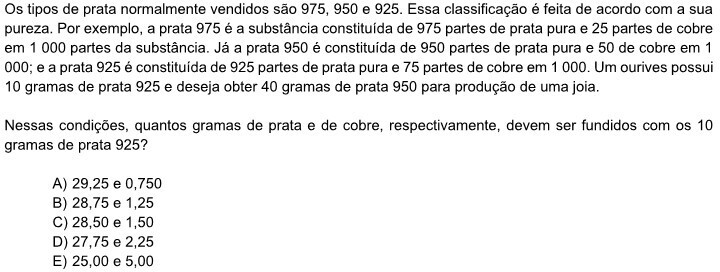 Os tipos de prata normalmente vendidos são 975, 950 e 925. Essa classificação é feita de acordo com a sua
pureza. Por exemplo, a prata 975 é a substância constituída de 975 partes de prata pura e 25 partes de cobre
em 1 000 partes da substância. Já a prata 950 é constituída de 950 partes de prata pura e 50 de cobre em 1
000; e a prata 925 é constituída de 925 partes de prata pura e 75 partes de cobre em 1 000. Um ourives possui
10 gramas de prata 925 e deseja obter 40 gramas de prata 950 para produção de uma joia.
Nessas condições, quantos gramas de prata e de cobre, respectivamente, devem ser fundidos com os 10
gramas de prata 925?
A) 29,25 e 0,750
B) 28,75 e 1,25
C) 28,50 e 1,50
D) 27,75 e 2,25
E) 25,00 e 5,00